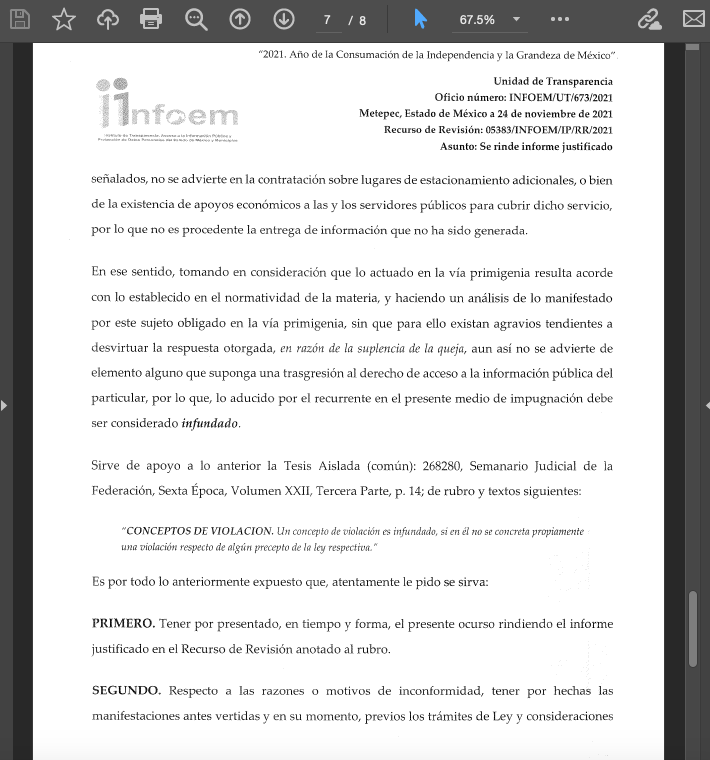 7 / 8
67.5%
"2021. Año de la Consumación de la Independencia y la Grandeza de México".
infoem
Instituto de Transparencia, Acceso a la Información Pública y
Protección de Datos Personales del Estado de México y Municipios
Unidad de Transparencia
Oficio número: INFOEM/UT/673/2021
Metepec, Estado de México a 24 de noviembre de 2021
Recurso de Revisión: 05383/INFOEM/IP/RR/2021
Asunto: Se rinde informe justificado
señalados, no se advierte en la contratación sobre lugares de estacionamiento adicionales, o bien
de la existencia de apoyos económicos a las y los servidores públicos para cubrir dicho servicio,
por lo que no es procedente la entrega de información que no ha sido generada.
En ese sentido, tomando en consideración que lo actuado en la vía primigenia resulta acorde
con lo establecido en el normatividad de la materia, y haciendo un análisis de lo manifestado
por este sujeto obligado en la vía primigenia, sin que para ello existan agravios tendientes a
desvirtuar la respuesta otorgada, en razón de la suplencia de la queja, aun así no se advierte de
elemento alguno que suponga una trasgresión al derecho de acceso a la información pública del
particular, por lo que, lo aducido por el recurrente en el presente medio de impugnación debe
ser considerado infundado.
Sirve de apoyo a lo anterior la Tesis Aislada (común): 268280, Semanario Judicial de la
Federación, Sexta Época, Volumen XXII, Tercera Parte, p. 14; de rubro y textos siguientes:
"CONCEPTOS DE VIOLACION. Un concepto de violación es infundado, si en él no se concreta propiamente
una violación respecto de algún precepto de la ley respectiva."
Es por todo lo anteriormente expuesto que, atentamente le pido se sirva:
PRIMERO. Tener por presentado, en tiempo y forma, el presente ocurso rindiendo el informe
justificado en el Recurso de Revisión anotado al rubro.
SEGUNDO. Respecto a las razones o motivos de inconformidad, tener por hechas las
manifestaciones antes vertidas y en su momento, previos los trámites de Ley y consideraciones